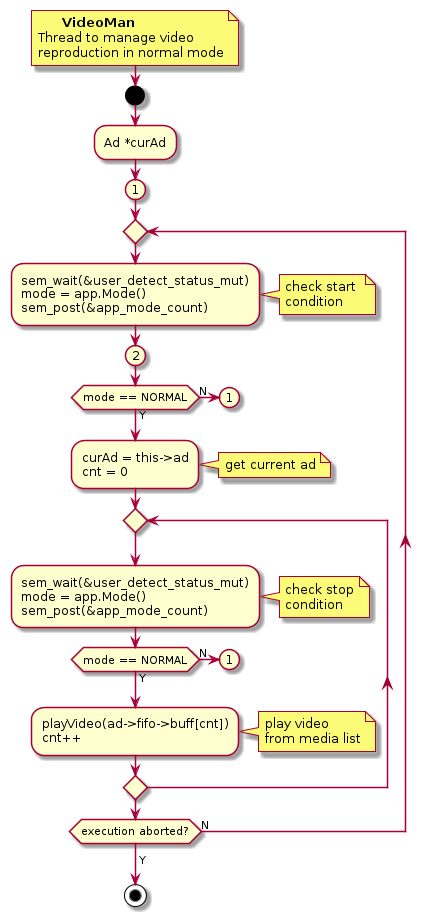 VideoMan
Thread to manage video
reproduction in normal mode
Ad *curAd
1
sem_wait(&user_detect_status_mut)
mode = app.Mode()
sem_post(&app_mode_count)
check start
condition
2
mode == NORMAL
N
1
Y
curAd = this->ad
cnt = 0
get current ad
sem_wait(&user_detect_status_mut)
mode = app.Mode()
sem_post(&app_mode_count)
check stop
condition
mode == NORMAL
N
1
Y
playVideo(ad->fifo->buff[cnt])
cnt++
play video
from media list
execution aborted?
N
Y